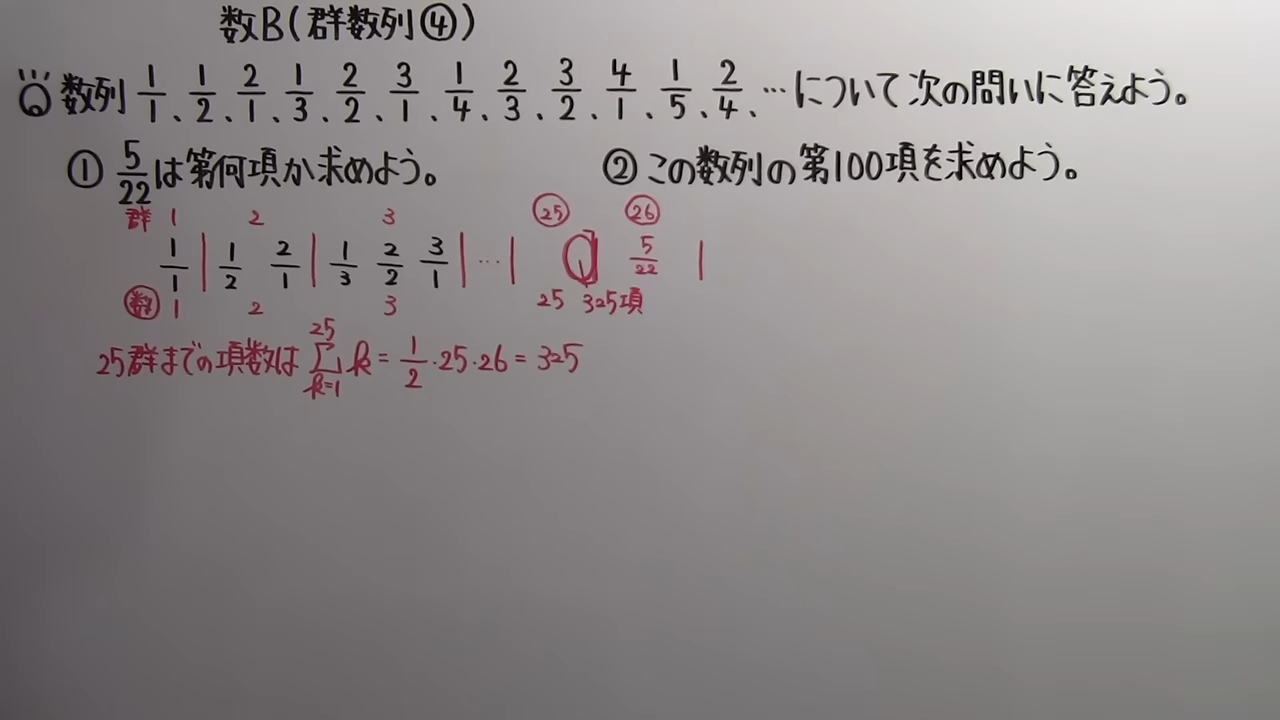 数B(群数列④)
数列 1/1、1/2、2/1、1/3、2/2、3/1、1/4、2/3、3/2、4/1、1/5、2/4、…について次の問いに答えよう。
① 5/22は第何項か求めよう。 ②この数列の第100項を求めよう。
群 1 2 3 ㉕ ㉖
1/1 | 1/2 2/1 | 1/3 2/2 3/1 | … | 5/22 |
数 1 2 3 25 325項
25群までの項数は 25Σk=1 k = 1/2・25・26 = 325